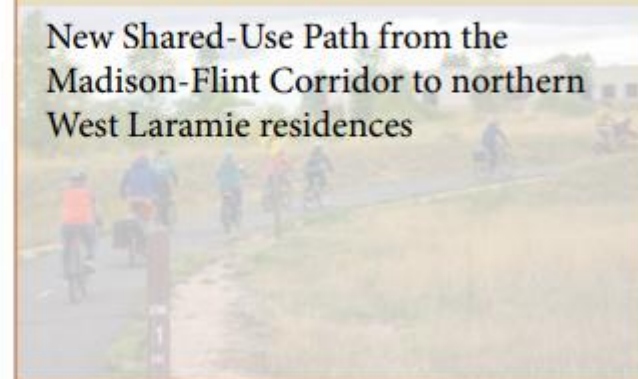 New Shared-Use Path from the
Madison-Flint Corridor to northern
West Laramie residences